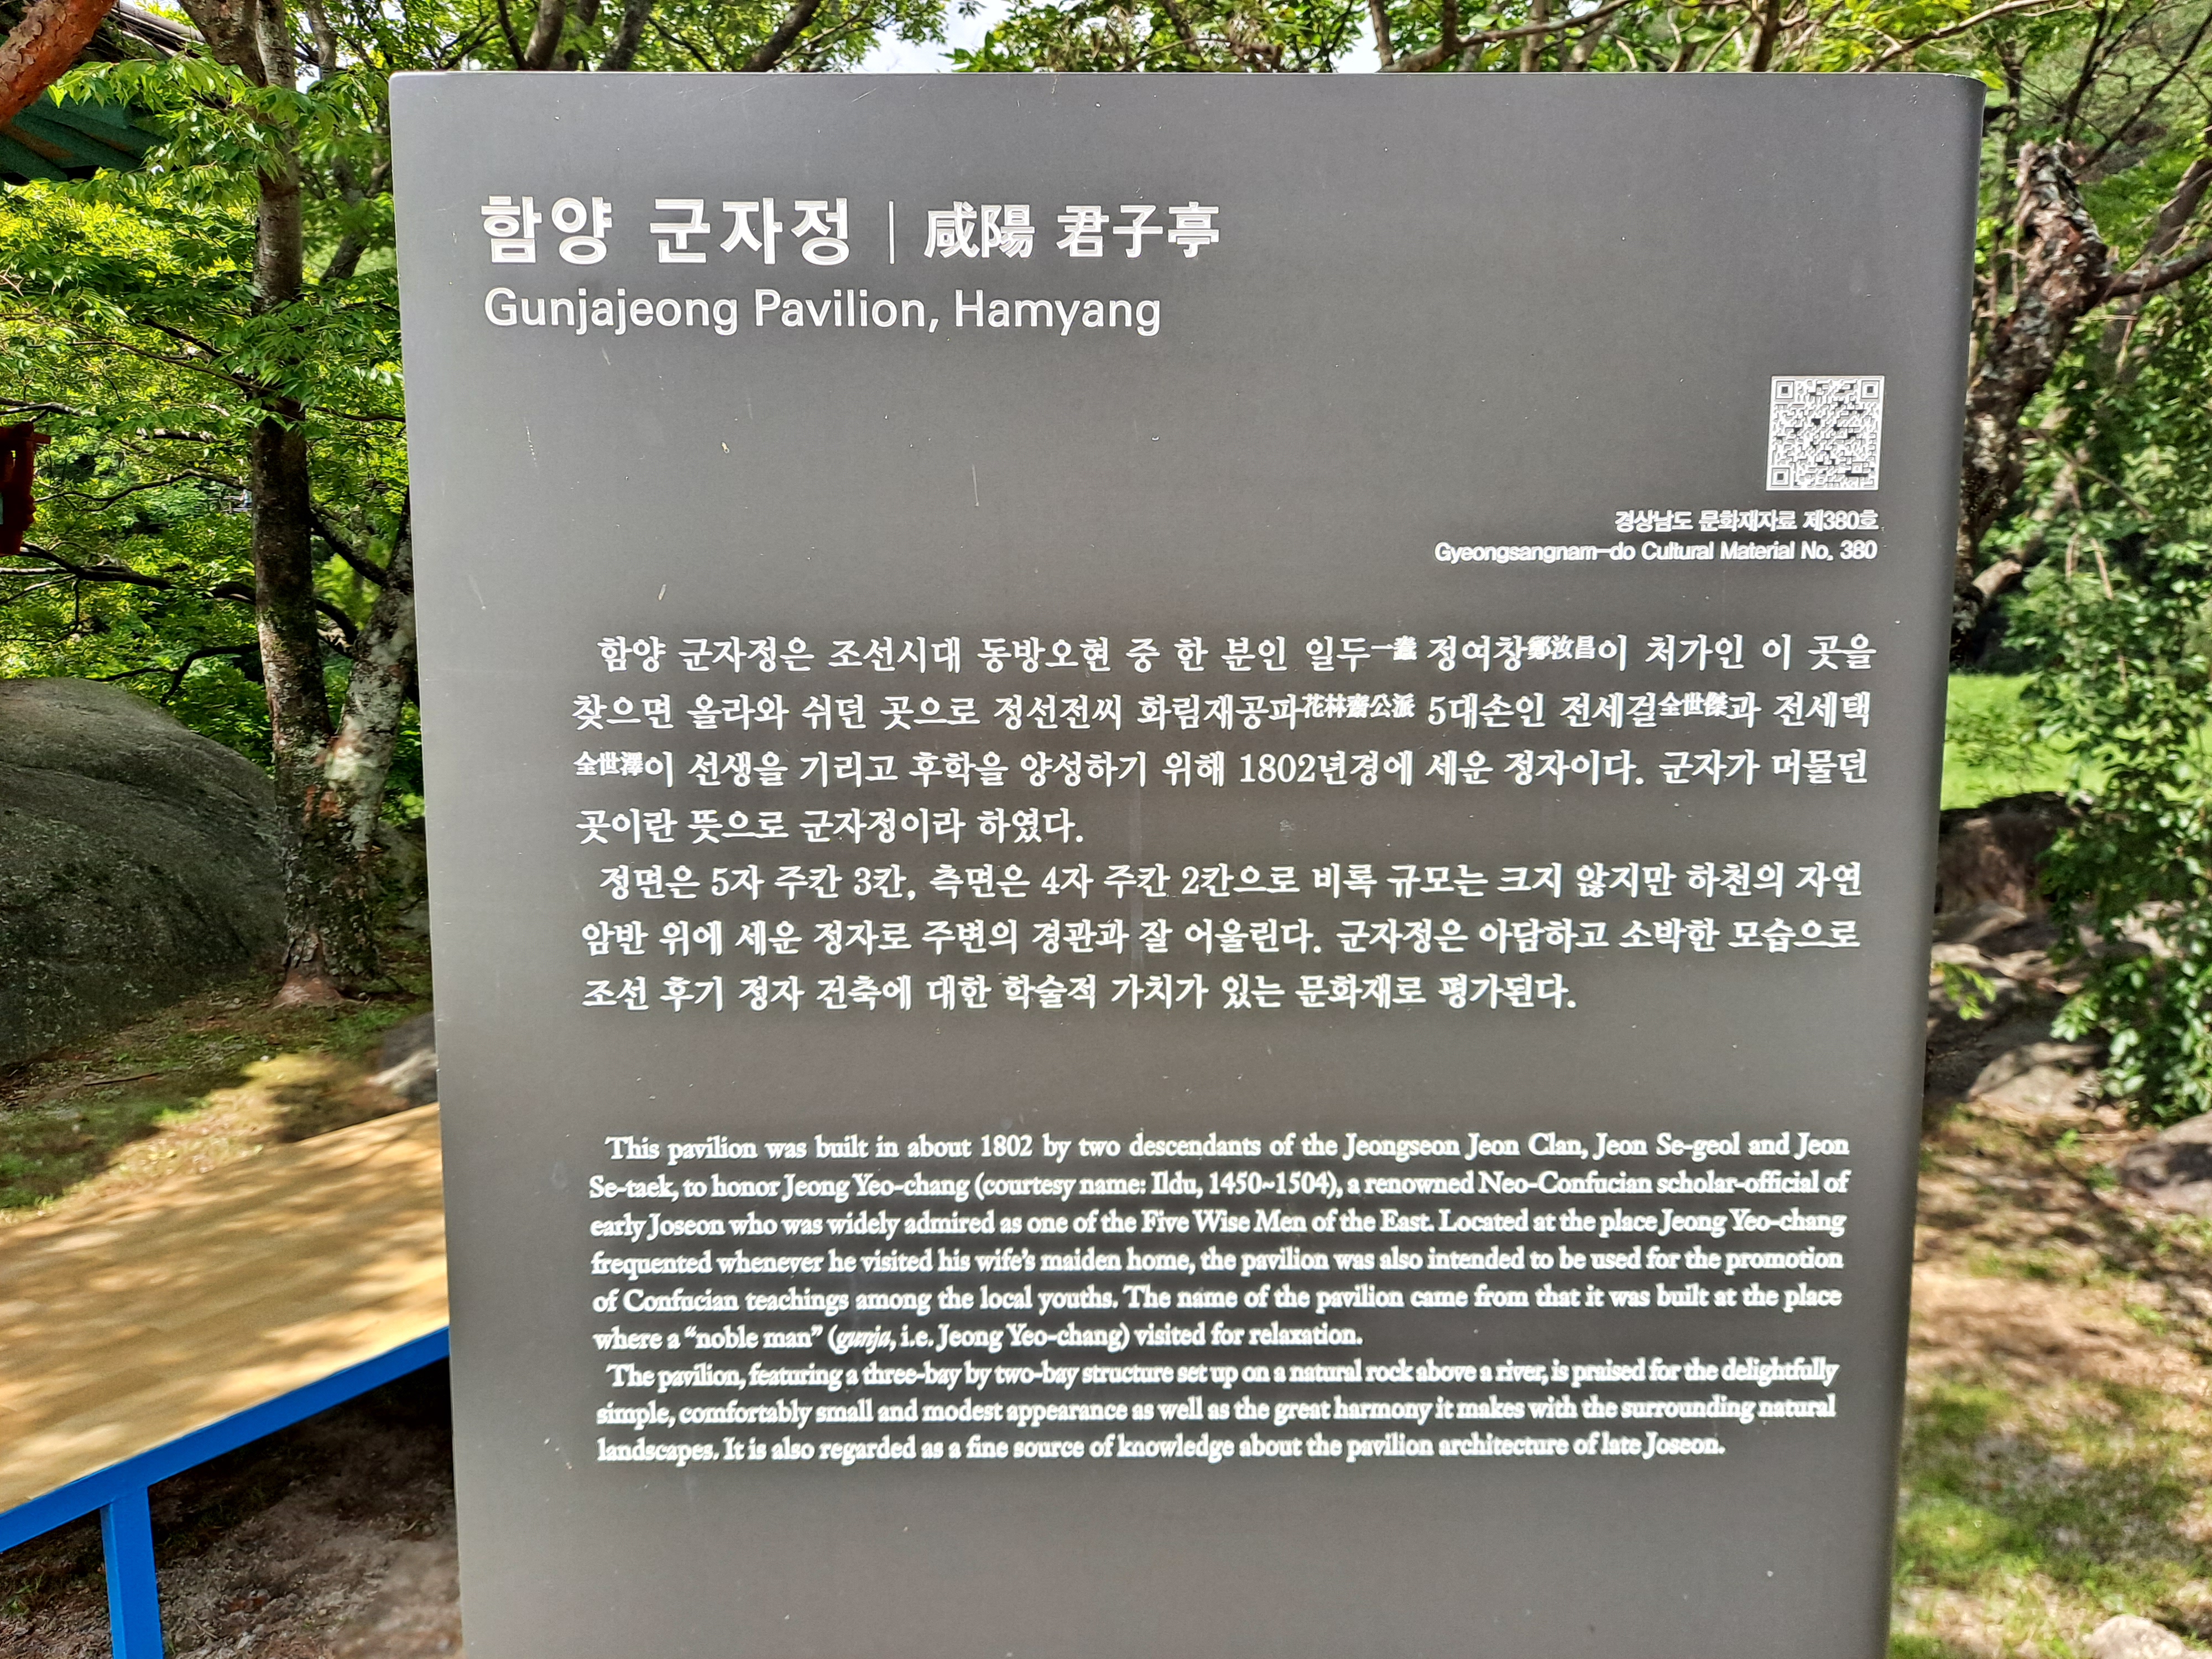 함양 군자정 | 咸陽 君子亭
Gunjajeong Pavilion, Hamyang
경상남도 문화재자료 제380호
Gyeongsangnam-do Cultural Material No. 380
함양 군자정은 조선시대 동방오현 중 한 분인 일두一蠹 정여창鄭汝昌이 처가인 이 곳을
찾으면 올라와 쉬던 곳으로 정선전씨 화림재공파花林齋公派 5대손인 전세걸全世傑과 전세택
全世澤이 선생을 기리고 후학을 양성하기 위해 1802년경에 세운 정자이다. 군자가 머물던
곳이란 뜻으로 군자정이라 하였다.
정면은 5자 주칸 3칸, 측면은 4자 주칸 2칸으로 비록 규모는 크지 않지만 하천의 자연
암반 위에 세운 정자로 주변의 경관과 잘 어울린다. 군자정은 아담하고 소박한 모습으로
조선 후기 정자 건축에 대한 학술적 가치가 있는 문화재로 평가된다.
This pavilion was built in about 1802 by two descendants of the Jeongseon Jeon Clan, Jeon Se-geol and Jeon
Se-taek, to honor Jeong Yeo-chang (courtesy name: Ildu, 1450~1504), a renowned Neo-Confucian scholar-official of
early Joseon who was widely admired as one of the Five Wise Men of the East. Located at the place Jeong Yeo-chang
frequented whenever he visited his wife's maiden home, the pavilion was also intended to be used for the promotion
of Confucian teachings among the local youths. The name of the pavilion came from that it was built at the place
where a “noble man” (gunja, i.e. Jeong Yeo-chang) visited for relaxation.
The pavilion, featuring a three-bay by two-bay structure set up on a natural rock above a river, is praised for the delightfully
simple, comfortably small and modest appearance as well as the great harmony it makes with the surrounding natural
landscapes. It is also regarded as a fine source of knowledge about the pavilion architecture of late Joseon.